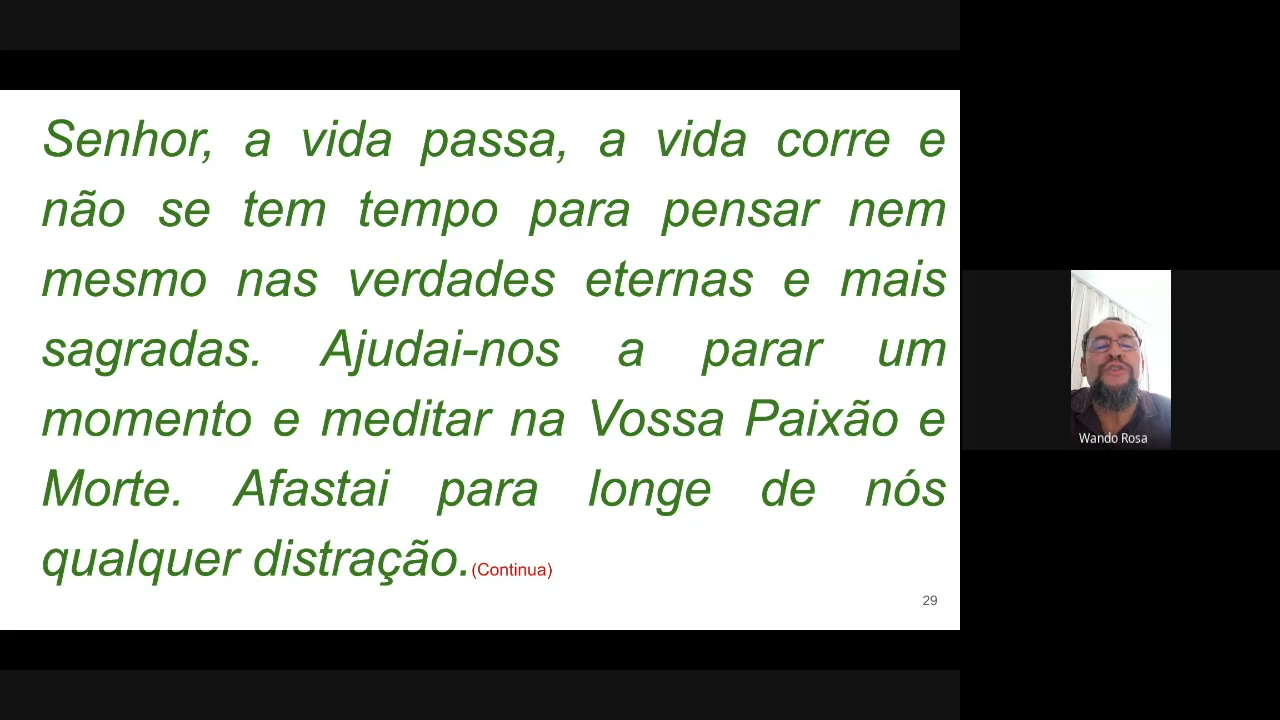 Senhor, a vida passa, a vida corre e
não se tem tempo para pensar nem
mesmo nas verdades eternas e mais
sagradas. Ajudai-nos a parar um
momento e meditar na Vossa Paixão e
Morte. Afastai para longe de nós
qualquer distração.(Continua)
29
Wando Rosa